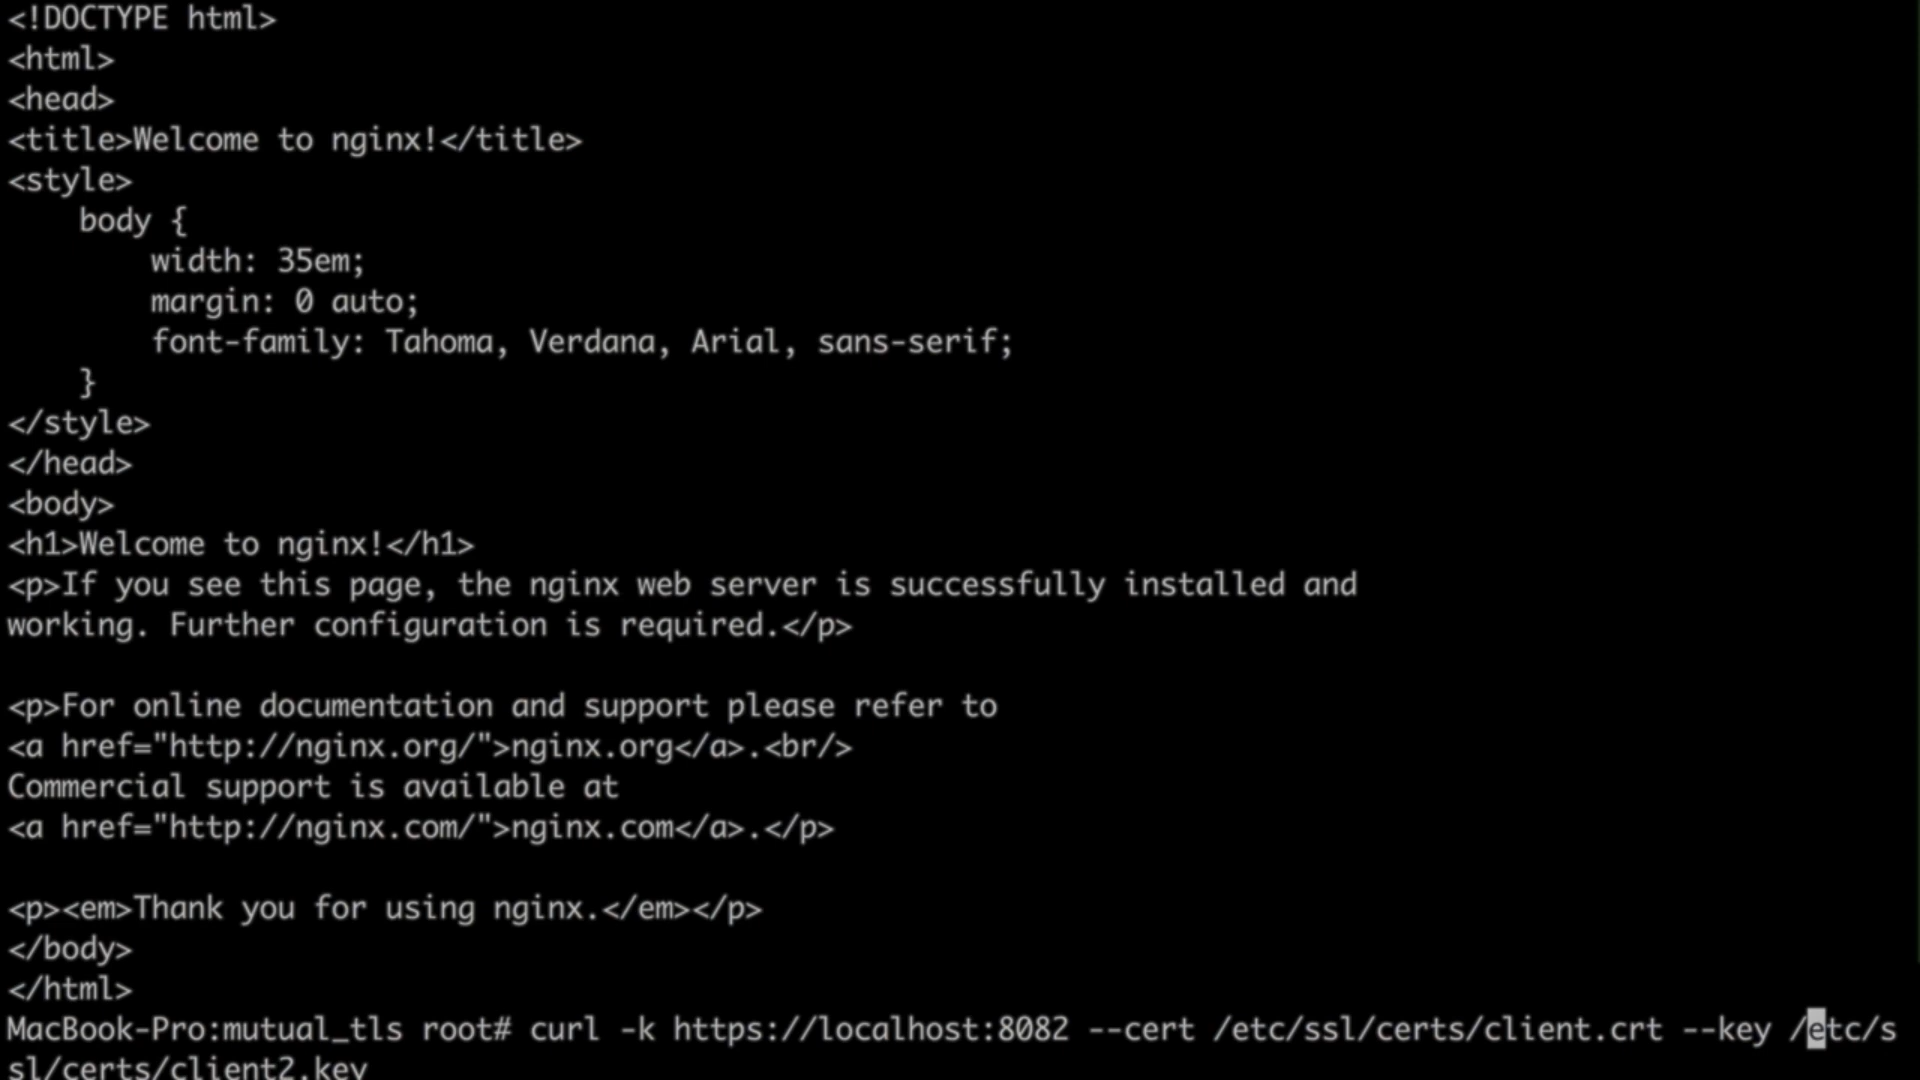 <!DOCTYPE html>
<html>
<head>
<title>Welcome to nginx!</title>
<style>
    body {
        width: 35em;
        margin: 0 auto;
        font-family: Tahoma, Verdana, Arial, sans-serif;
    }
</style>
</head>
<body>
<h1>Welcome to nginx!</h1>
<p>If you see this page, the nginx web server is successfully installed and
working. Further configuration is required.</p>

<p>For online documentation and support please refer to
<a href="http://nginx.org/">nginx.org</a>.<br/>
Commercial support is available at
<a href="http://nginx.com/">nginx.com</a>.</p>

<p><em>Thank you for using nginx.</em></p>
</body>
</html>
MacBook-Pro:mutual_tls root# curl -k https://localhost:8082 --cert /etc/ssl/certs/client.crt --key /etc/s
sl/certs/client2.key